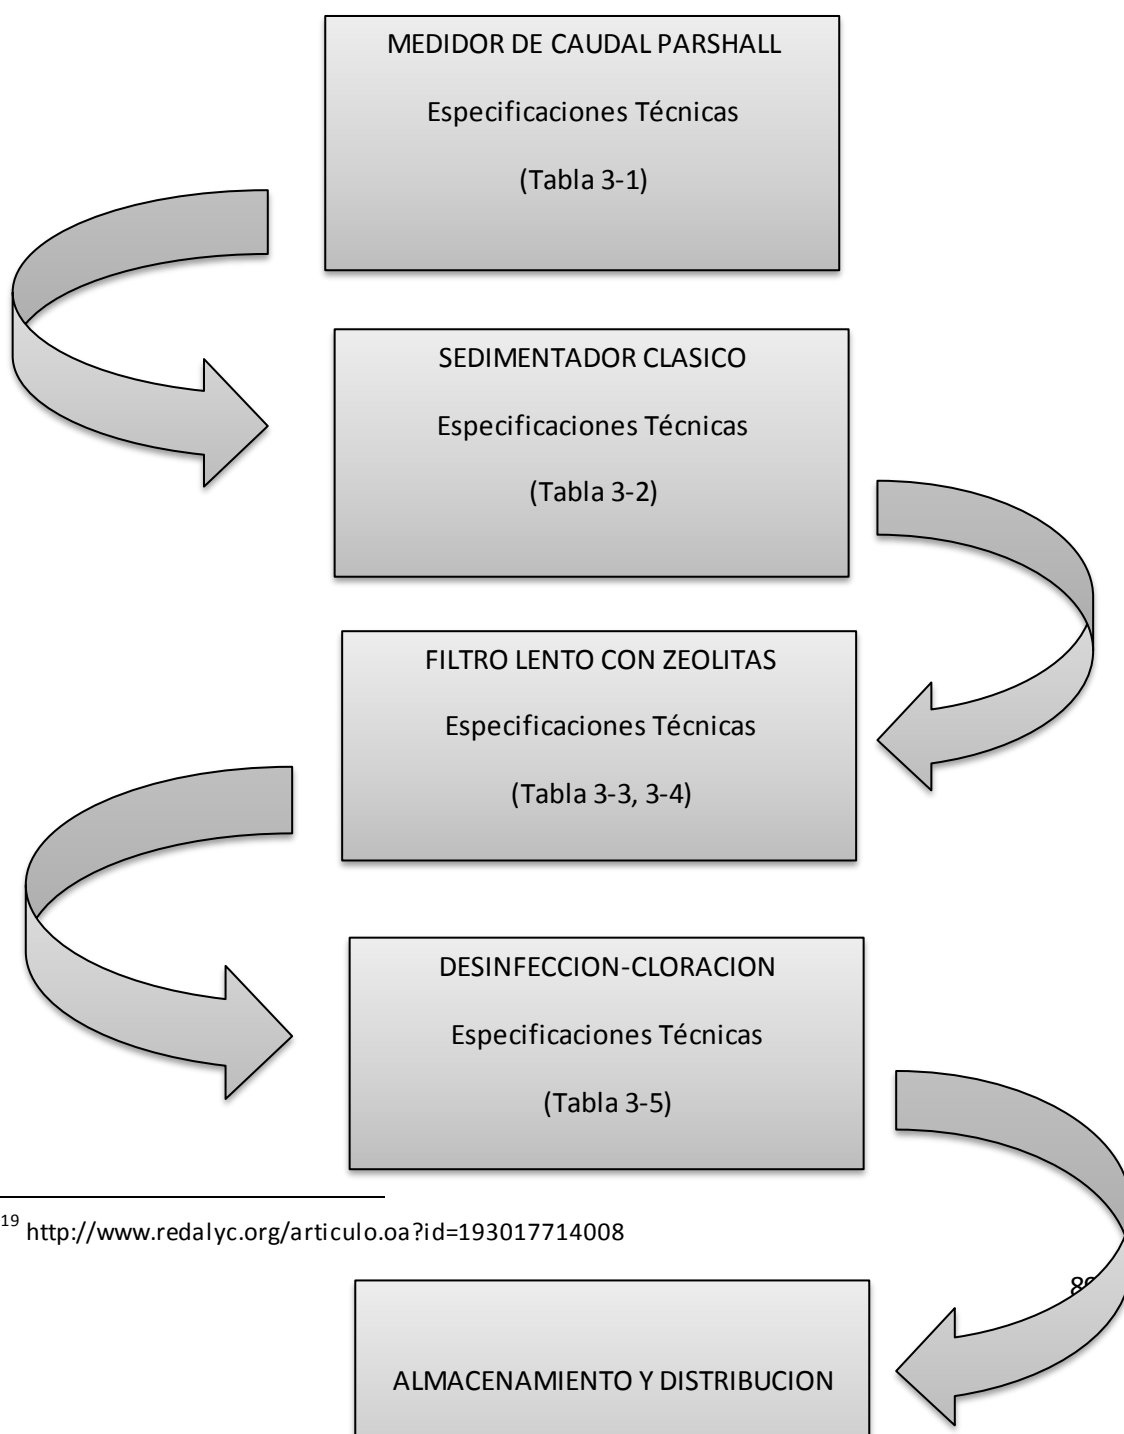 MEDIDOR DE CAUDAL PARSHALL
Especificaciones Técnicas
(Tabla 3-1)
SEDIMENTADOR CLASICO
Especificaciones Técnicas
(Tabla 3-2)
FILTRO LENTO CON ZEOLITAS
Especificaciones Técnicas
(Tabla 3-3, 3-4)
DESINFECCION-CLORACION
Especificaciones Técnicas
(Tabla 3-5)
19 http://www.redalyc.org/articulo.oa?id=193017714008
ALMACENAMIENTO Y DISTRIBUCION